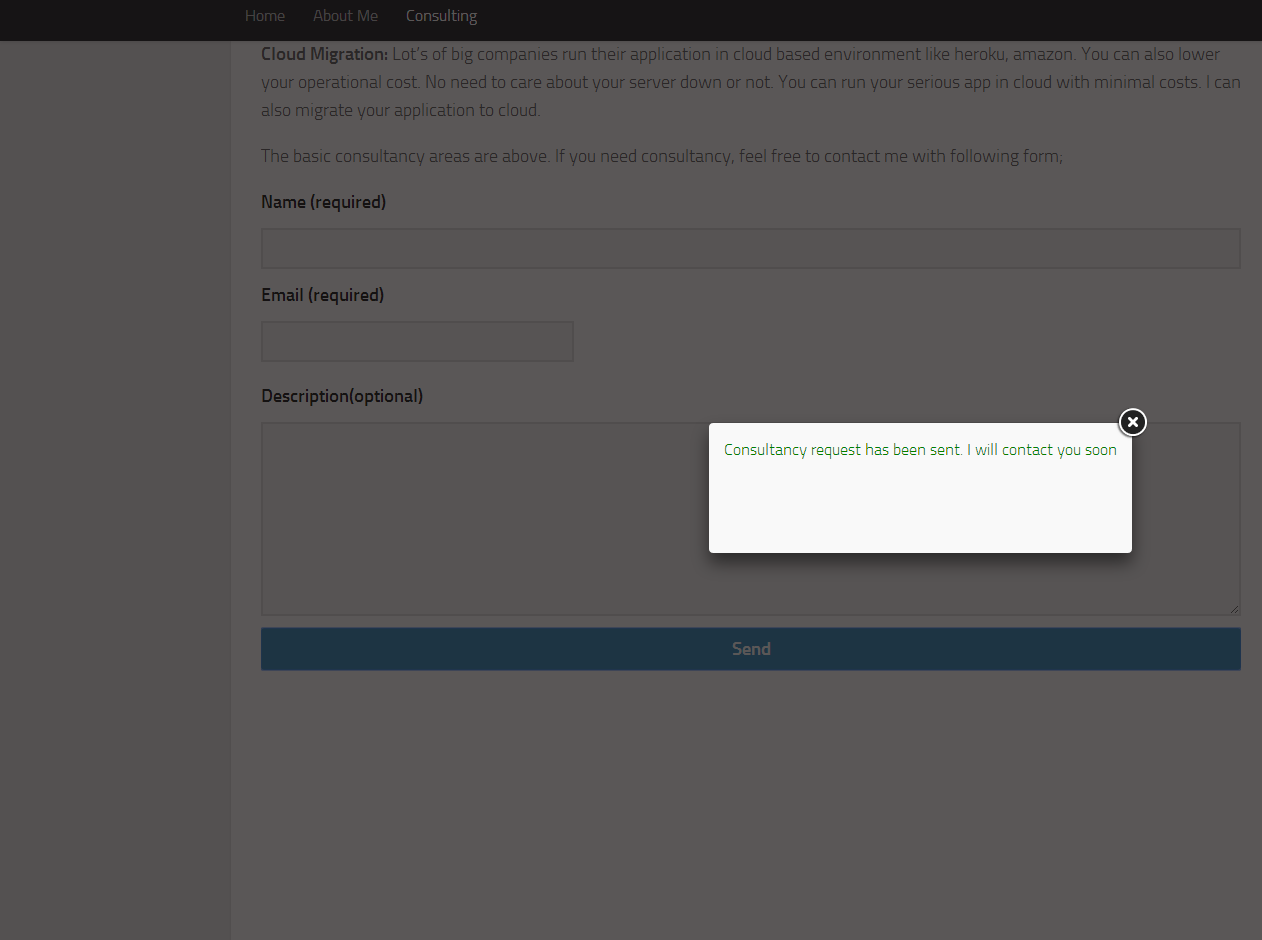 Home About Me Consulting
Cloud Migration: Lot's of big companies run their application in cloud based environment like heroku, amazon. You can also lower
your operational cost. No need to care about your server down or not. You can run your serious app in cloud with minimal costs. I can
also migrate your application to cloud.
The basic consultancy areas are above. If you need consultancy, feel free to contact me with following form;
Name (required)
Email (required)
Description(optional)
Consultancy request has been sent. I will contact you soon
Send